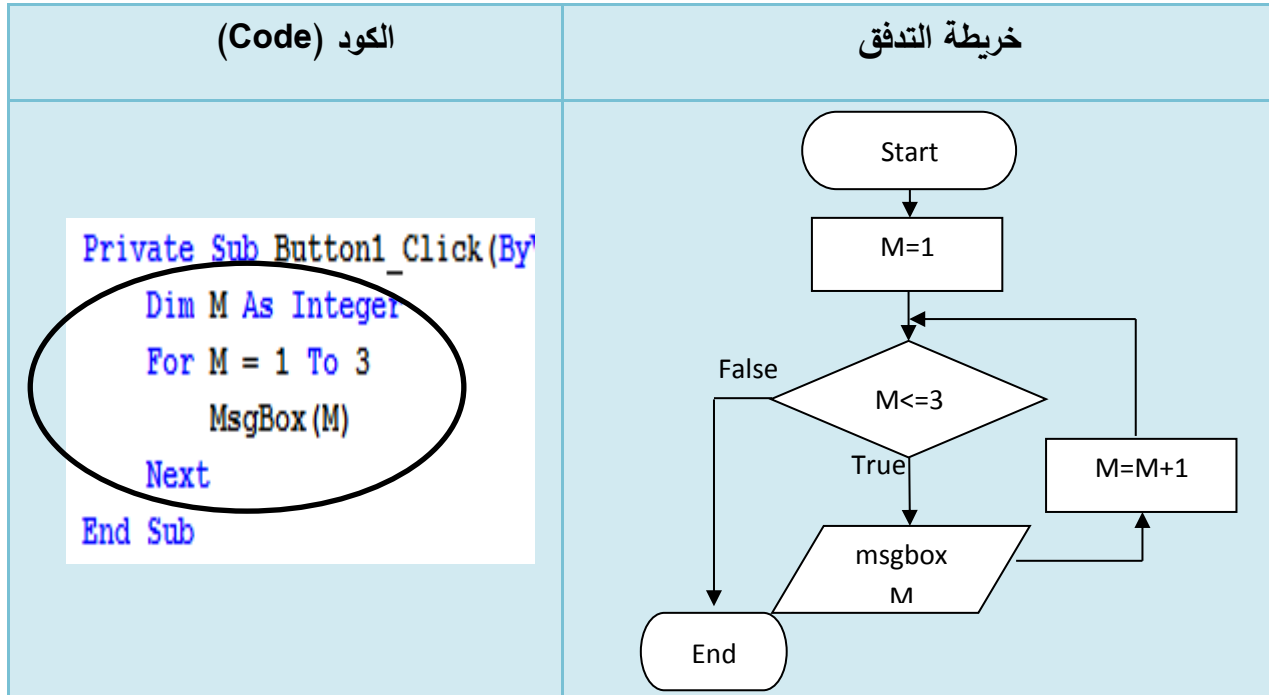 خريطة التدفق
الكود (Code)
Start
M=1
M<=3
False
True
M=M+1
msgbox
M
End
Private Sub Button1_Click(By
Dim M As Integer
For M = 1 To 3
MsgBox(M)
Next
End Sub